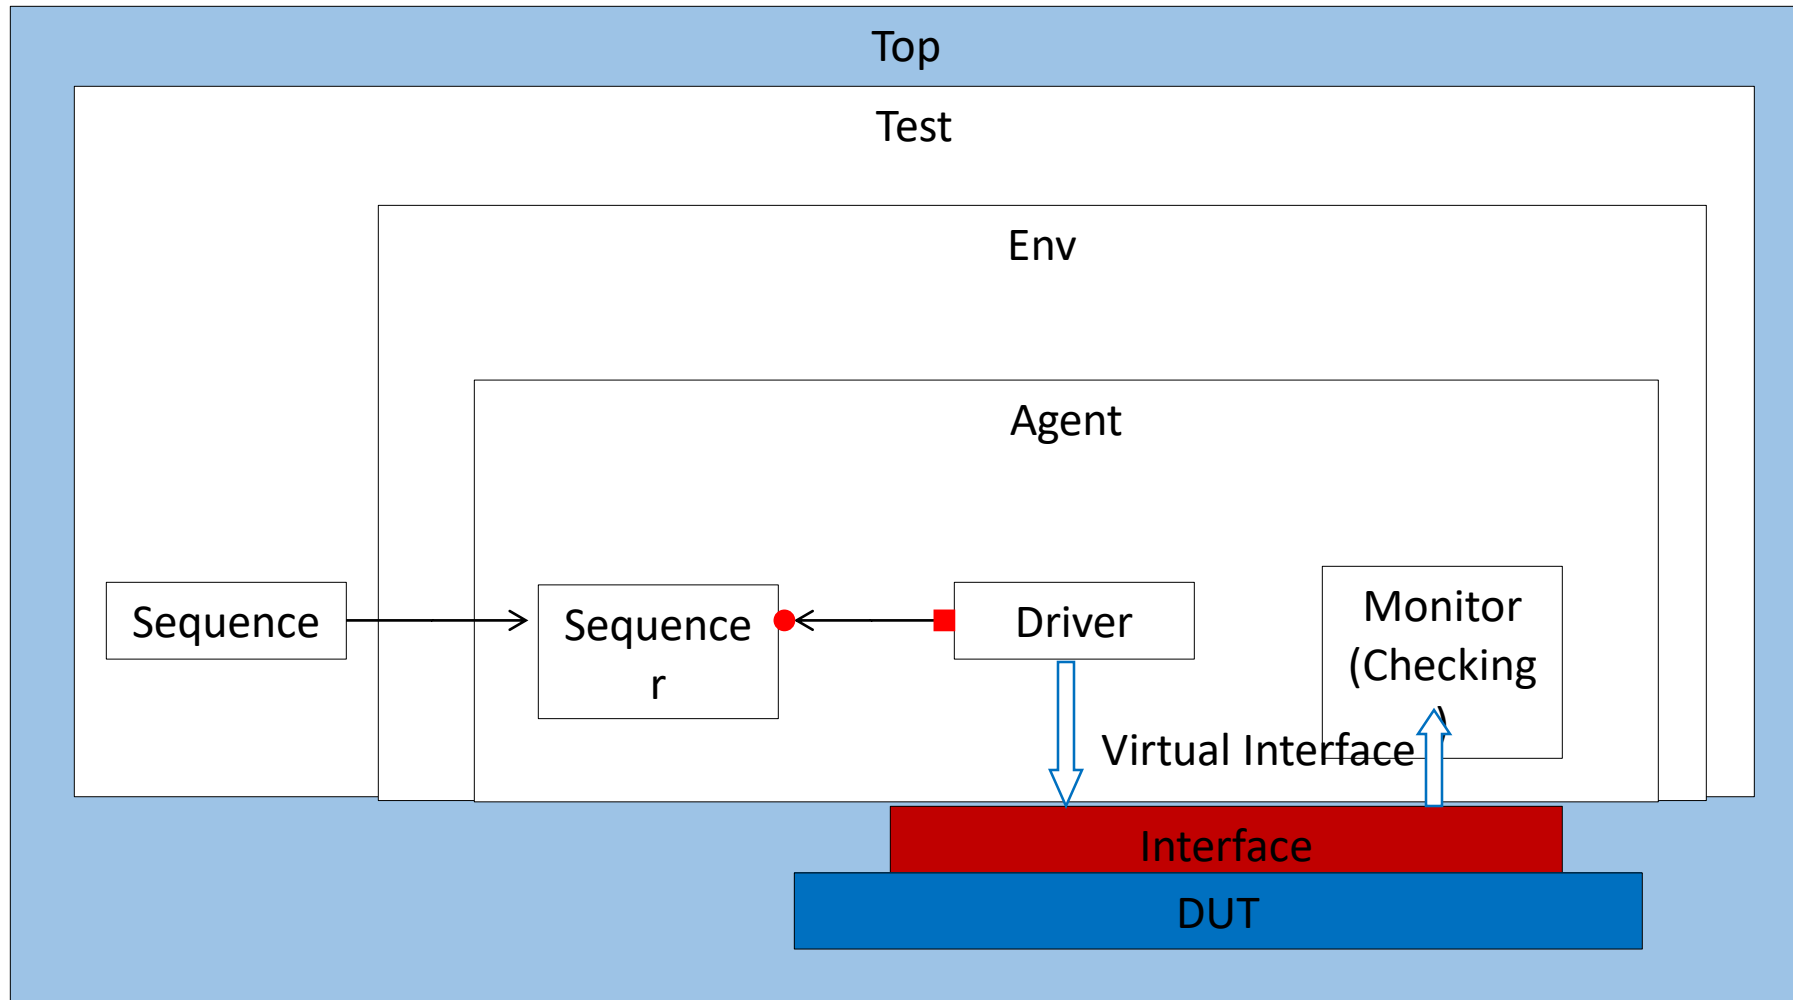 Top
Test
Env
Agent
Sequence
Sequence
r
Driver
Monitor
(Checking
)
Virtual Interface
Interface
DUT